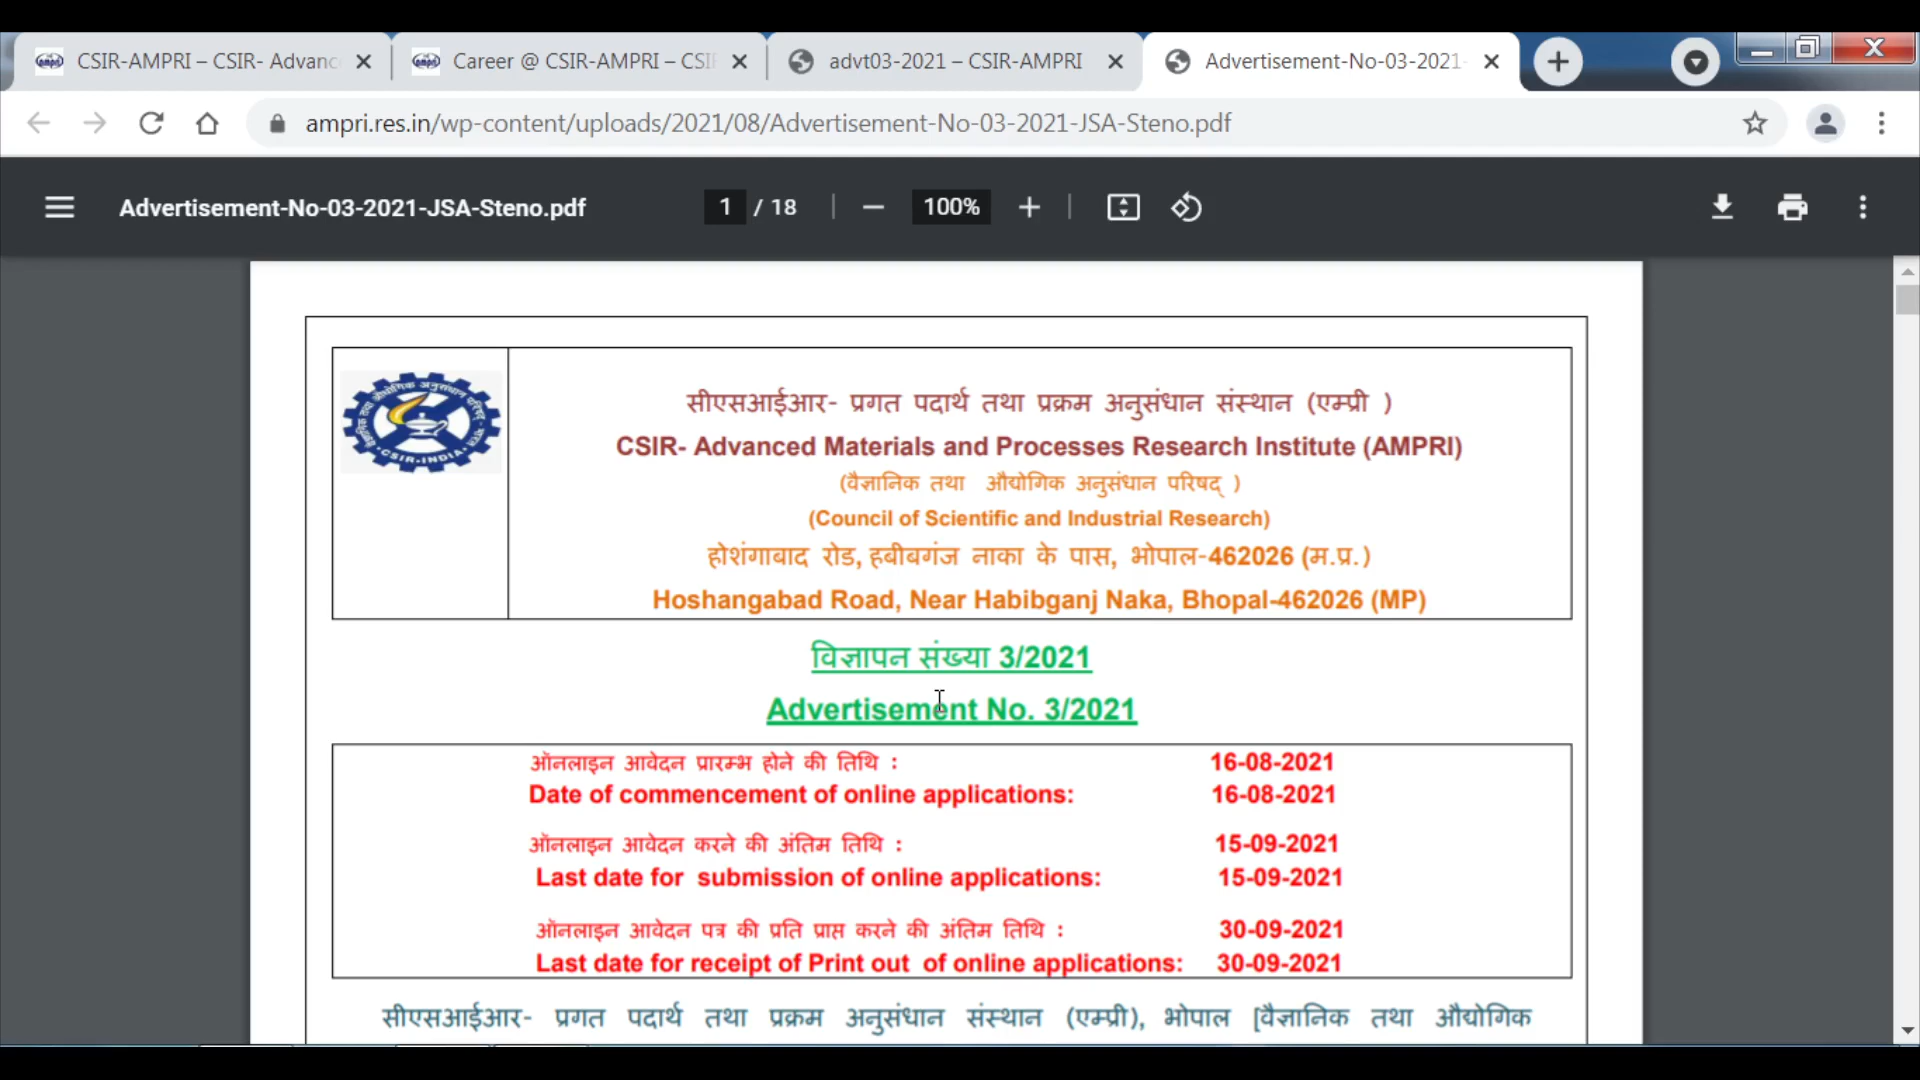 CSIR-AMPRI – CSIR- Advanc
Career @ CSIR-AMPRI – CSI
advt03-2021 – CSIR-AMPRI
Advertisement-No-03-2021-
ampri.res.in/wp-content/uploads/2021/08/Advertisement-No-03-2021-JSA-Steno.pdf
Advertisement-No-03-2021-JSA-Steno.pdf
1 / 18
100%
सीएसआईआर- प्रगत पदार्थ तथा प्रक्रम अनुसंधान संस्थान (एम्प्री )
CSIR- Advanced Materials and Processes Research Institute (AMPRI)
(वैज्ञानिक तथा औद्योगिक अनुसंधान परिषद् )
(Council of Scientific and Industrial Research)
होशंगाबाद रोड, हबीबगंज नाका के पास, भोपाल-462026 (म.प्र.)
Hoshangabad Road, Near Habibganj Naka, Bhopal-462026 (MP)
वैज्ञानिक तथा औद्योगिक अनुसंधान परिषद - भारत
CSIR-INDIA
विज्ञापन संख्या 3/2021
Advertisement No. 3/2021
ऑनलाइन आवेदन प्रारम्भ होने की तिथि : 16-08-2021
Date of commencement of online applications: 16-08-2021
ऑनलाइन आवेदन करने की अंतिम तिथि : 15-09-2021
Last date for submission of online applications: 15-09-2021
ऑनलाइन आवेदन पत्र की प्रति प्राप्त करने की अंतिम तिथि : 30-09-2021
Last date for receipt of Print out of online applications: 30-09-2021
सीएसआईआर- प्रगत पदार्थ तथा प्रक्रम अनुसंधान संस्थान (एम्प्री), भोपाल [वैज्ञानिक तथा औद्योगिक